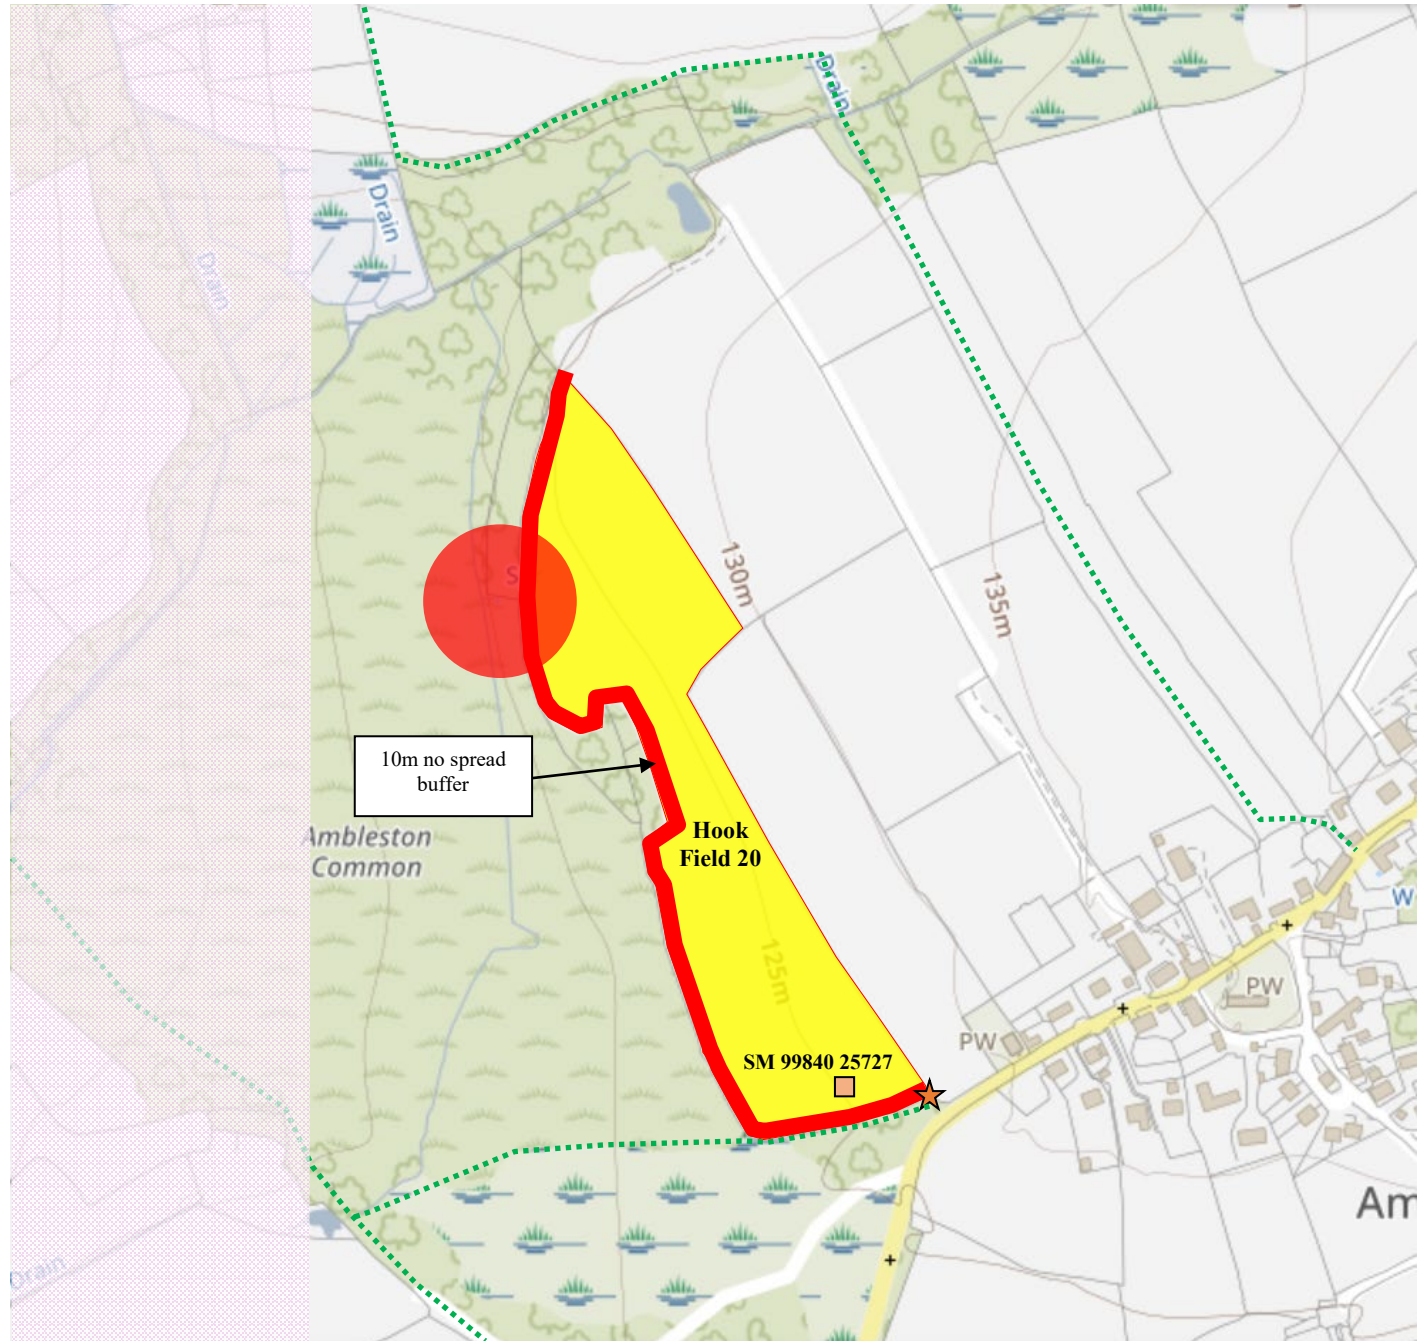 Drain
Drain
Drain
130m
S
135m
10m no spread
buffer
Ambleston
Common
Hook
Field 20
W
125m
PW
PW
SM 99840 25727
Am
Drain